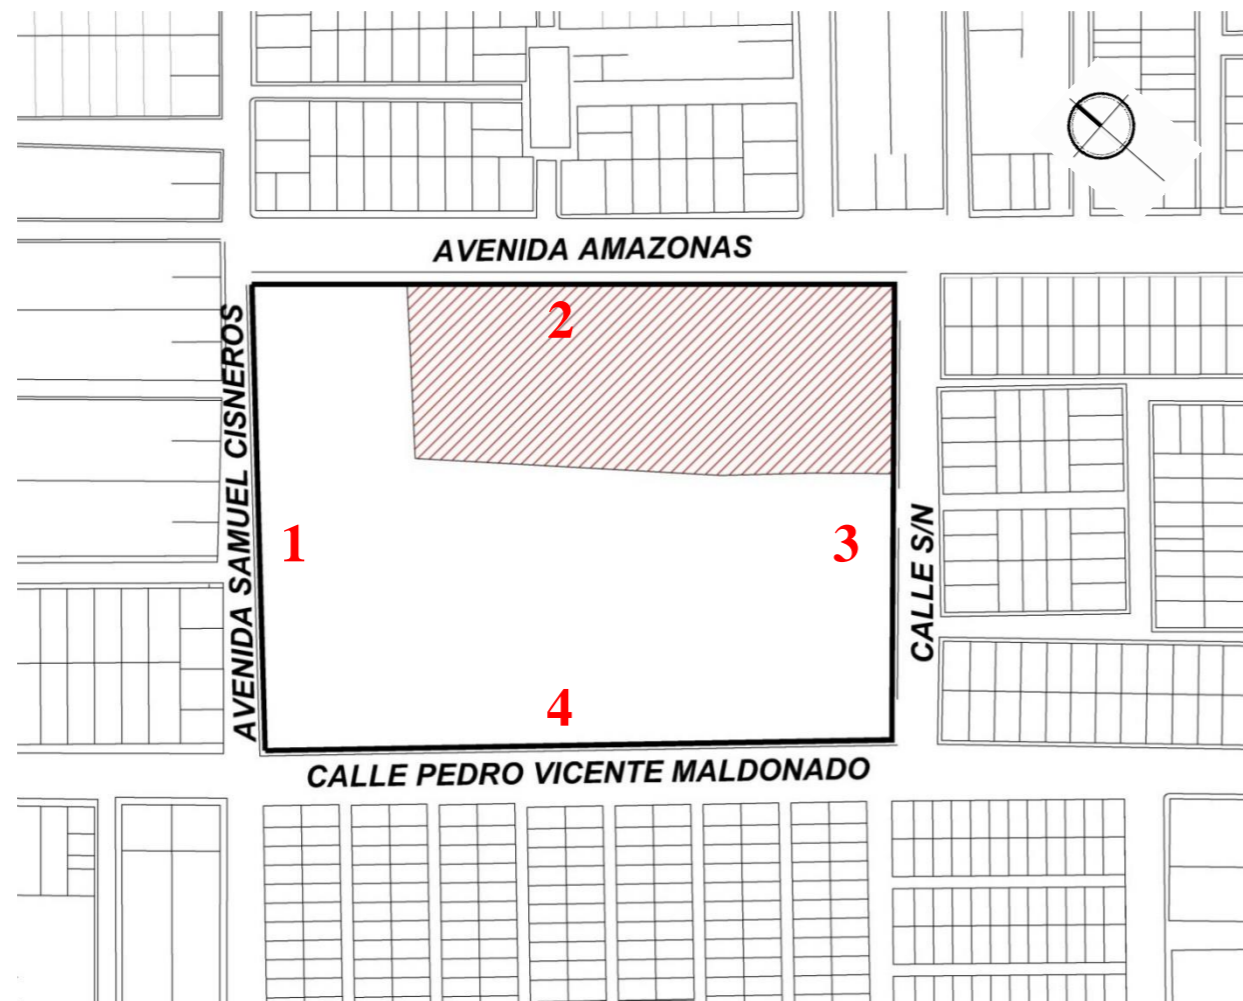 AVENIDA AMAZONAS
2
AVENIDA SAMUEL CISNEROS
1
3
CALLE S/N
4
CALLE PEDRO VICENTE MALDONADO